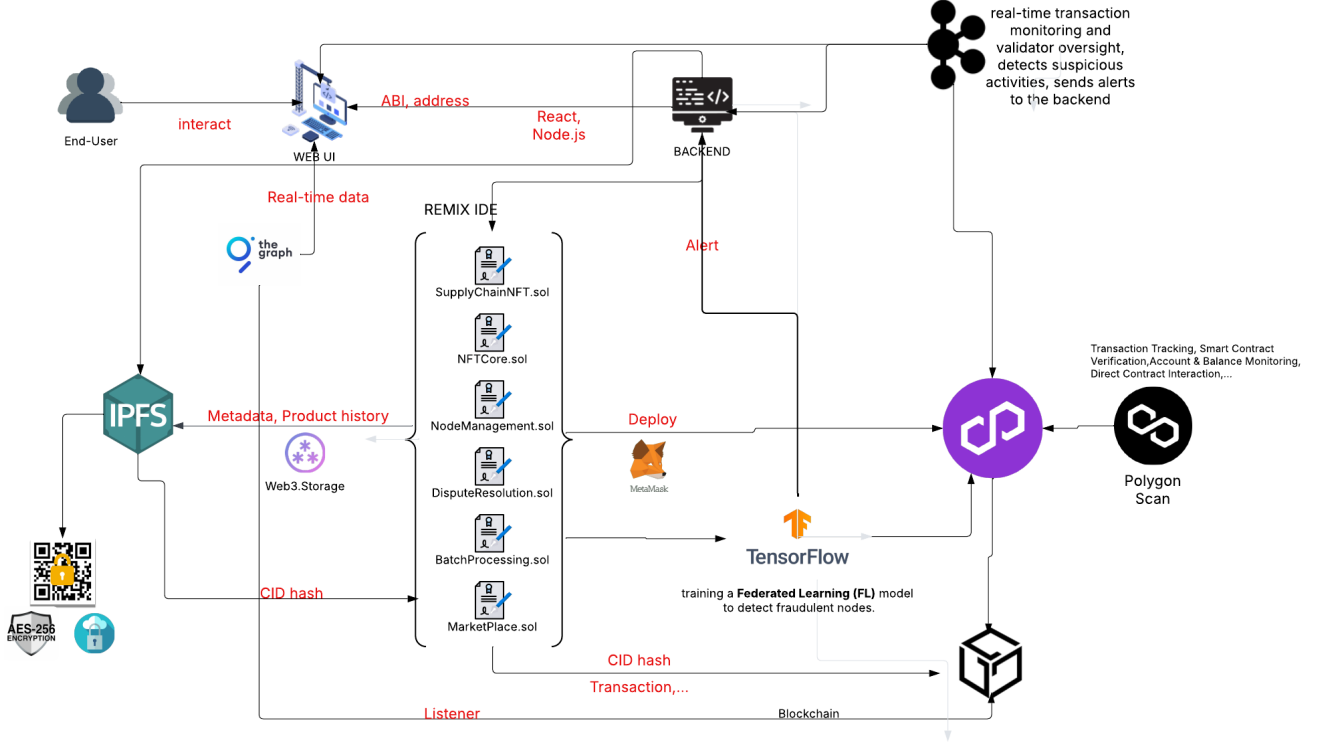 real-time transaction
monitoring and
validator oversight,
detects suspicious
activities, sends alerts
to the backend
ABI, address
interact
React,
Node.js
End-User
WEB UI
BACKEND
Real-time data
REMIX IDE
the
graph
Alert
SupplyChainNFT.sol
NFTCore.sol
Transaction Tracking, Smart Contract
Verification,Account & Balance Monitoring,
Direct Contract Interaction,...
IPFS
Metadata, Product history
NodeManagement.sol
Deploy
MetaMask
Web3.Storage
DisputeResolution.sol
Polygon
Scan
TensorFlow
BatchProcessing.sol
training a Federated Learning (FL) model
to detect fraudulent nodes.
CID hash
AES-256
ENCRYPTION
MarketPlace.sol
CID hash
Transaction,...
Listener
Blockchain